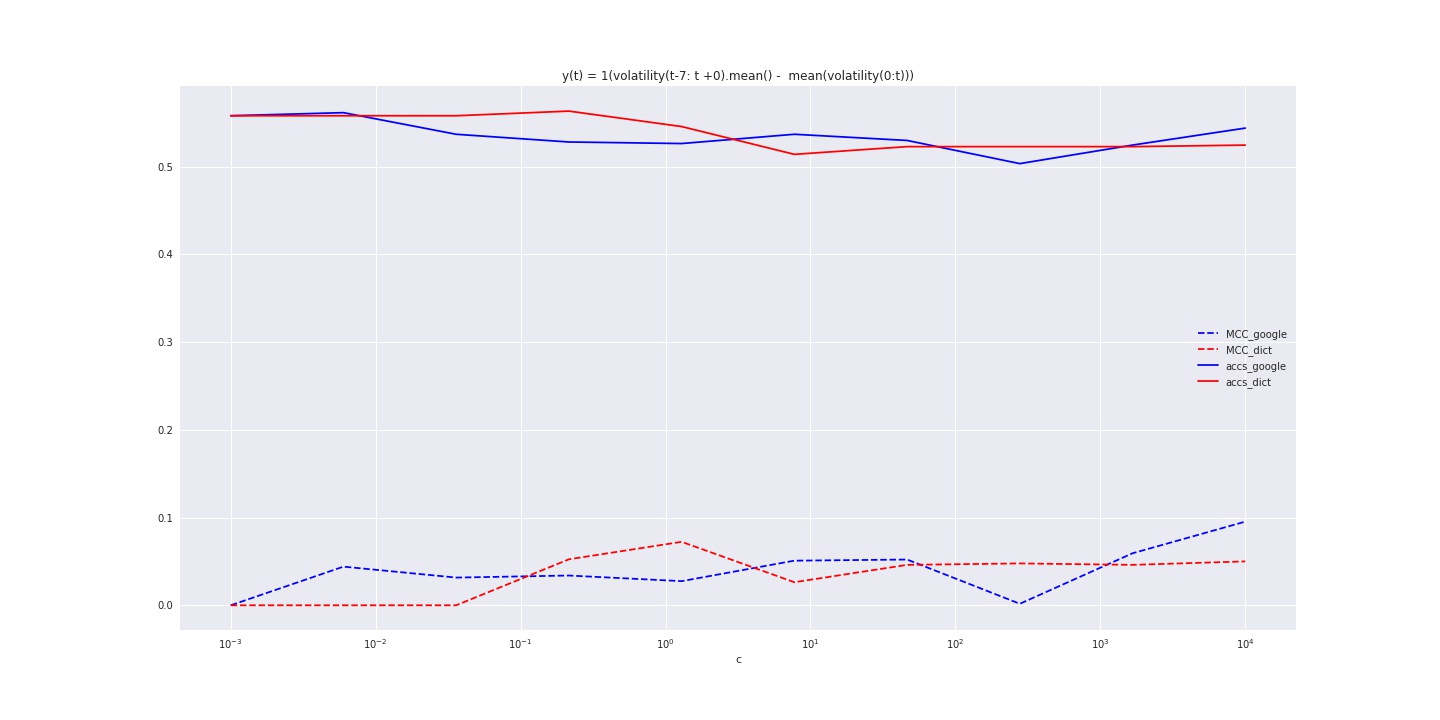 y(t) = 1(volatility(t-7: t +0).mean() -  mean(volatility(0:t)))
0.5
0.4
0.3
0.2
0.1
0.0
MCC_google
MCC_dict
accs_google
accs_dict
10⁻³ 10⁻² 10⁻¹ 10⁰ 10¹ 10² 10³ 10⁴
c